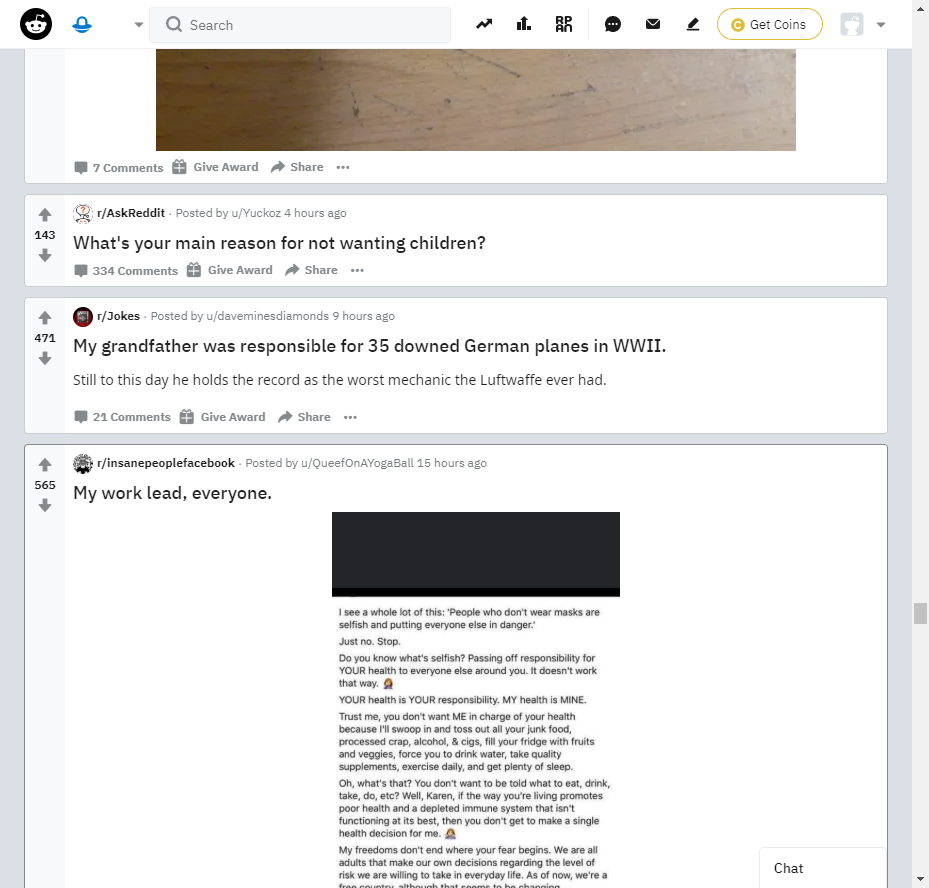 Search
Get Coins
7 Comments Give Award Share
r/AskReddit · Posted by u/Yuckoz 4 hours ago
143
What's your main reason for not wanting children?
334 Comments Give Award Share
r/Jokes · Posted by u/daveminesdiamonds 9 hours ago
471
My grandfather was responsible for 35 downed German planes in WWII.
Still to this day he holds the record as the worst mechanic the Luftwaffe ever had.
21 Comments Give Award Share
r/insanepeoplefacebook · Posted by u/QueefOnAYogaBall 15 hours ago
565
My work lead, everyone.
I see a whole lot of this: 'People who don't wear masks are
selfish and putting everyone else in danger.'
Just no. Stop.
Do you know what's selfish? Passing off responsibility for
YOUR health to everyone else around you. It doesn't work
that way. 🤦🏼‍♀️
YOUR health is YOUR responsibility. MY health is MINE.
Trust me, you don't want ME in charge of your health
because I'll swoop in and toss out all your junk food,
processed crap, alcohol, & cigs, fill your fridge with fruits
and veggies, force you to drink water, take quality
supplements, exercise daily, and get plenty of sleep.
Oh, what's that? You don't want to be told what to eat, drink,
take, do, etc? Well, Karen, if the way you're living promotes
poor health and a depleted immune system that isn't
functioning at its best, then you don't get to make a single
health decision for me. 🤦🏼‍♀️
My freedoms don't end where your fear begins. We are all
adults that make our own decisions regarding the level of
risk we are willing to take in everyday life. As of now, we're a
free country, although that seems to be changing
Chat